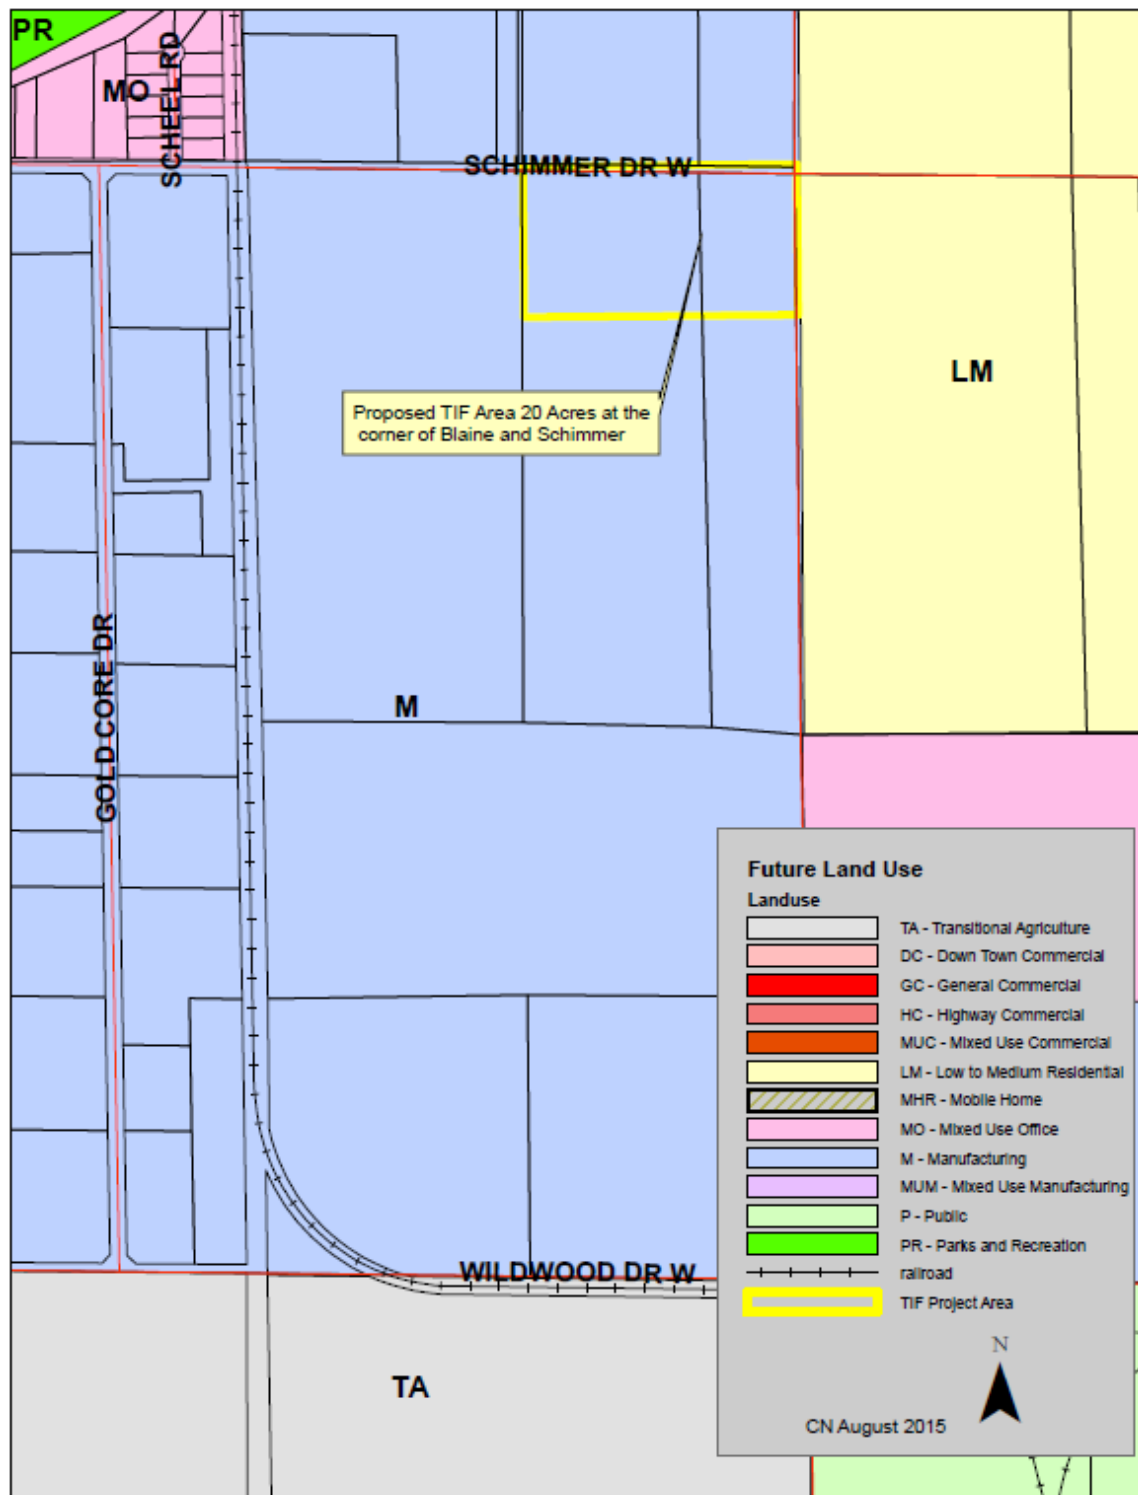 PR
MO
SCHEEL RD
SCHIMMER DR W
LM
Proposed TIF Area 20 Acres at the
corner of Blaine and Schimmer
GOLD CORE DR
M
WILDWOOD DR W
TA
Future Land Use
Landuse
TA - Transitional Agriculture
DC - Down Town Commercial
GC - General Commercial
HC - Highway Commercial
MUC - Mixed Use Commercial
LM - Low to Medium Residential
MHR - Mobile Home
MO - Mixed Use Office
M - Manufacturing
MUM - Mixed Use Manufacturing
P - Public
PR - Parks and Recreation
railroad
TIF Project Area
N
CN August 2015